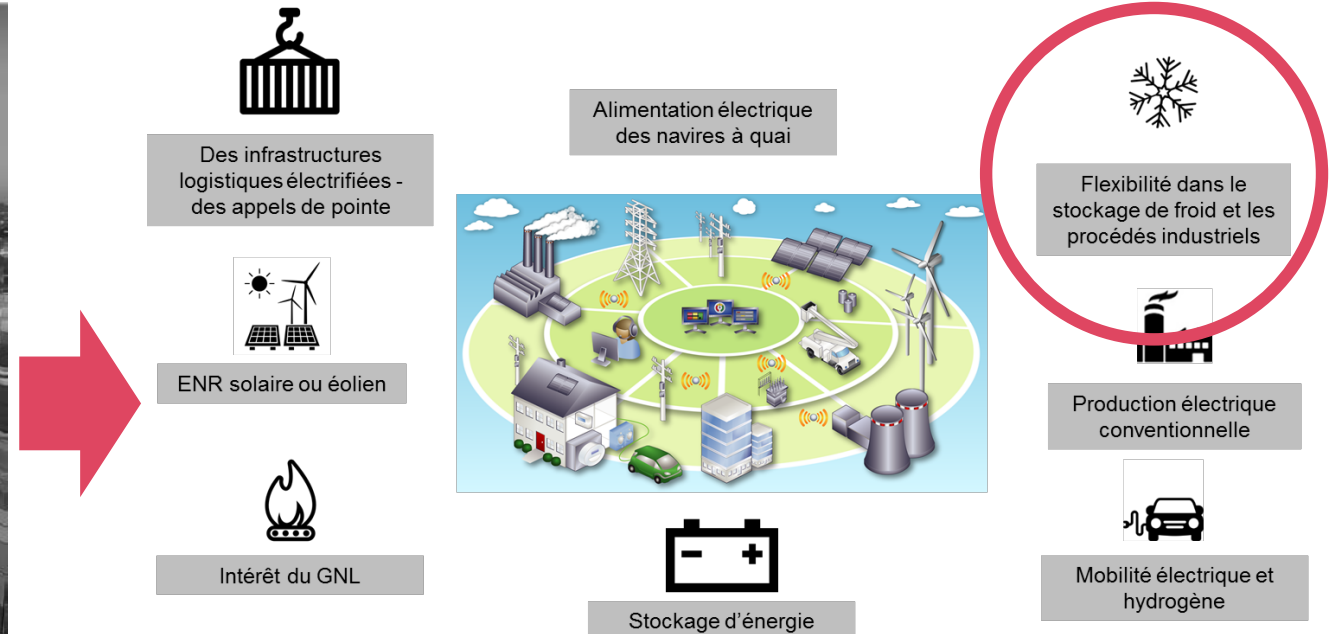 Des infrastructures
logistiques électrifiées -
des appels de pointe
Alimentation électrique
des navires à quai
Flexibilité dans le
stockage de froid et les
procédés industriels
ENR solaire ou éolien
Production électrique
conventionnelle
Intérêt du GNL
Stockage d’énergie
Mobilité électrique et
hydrogène